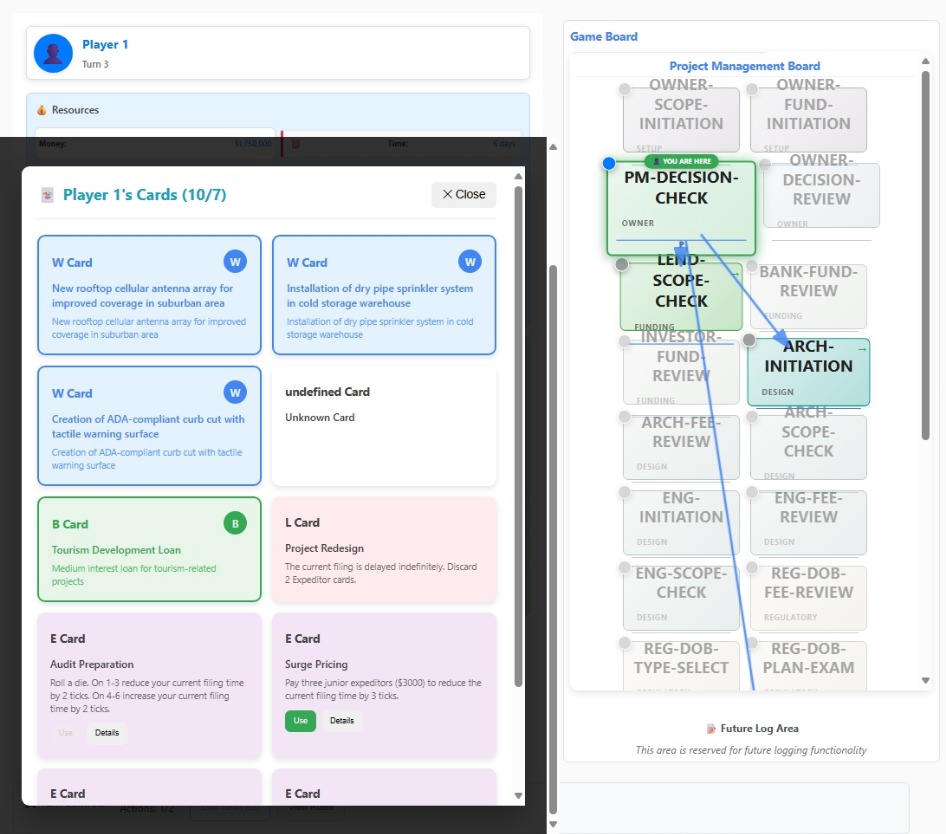 Player 1
Turn 3
Resources
Money:
$1,750,000
Time:
6 days
Player 1's Cards (10/7)
× Close
W Card
W
New rooftop cellular antenna array for
improved coverage in suburban area
New rooftop cellular antenna array for improved
coverage in suburban area
W Card
W
Installation of dry pipe sprinkler system
in cold storage warehouse
Installation of dry pipe sprinkler system in cold
storage warehouse
W Card
W
Creation of ADA-compliant curb cut with
tactile warning surface
Creation of ADA-compliant curb cut with tactile
warning surface
undefined Card
Unknown Card
B Card
B
Tourism Development Loan
Medium interest loan for tourism-related
projects
L Card
Project Redesign
The current filing is delayed indefinitely. Discard
2 Expeditor cards.
E Card
Audit Preparation
Roll a die. On 1-3 reduce your current filing time
by 2 ticks. On 4-6 increase your current filing
time by 2 ticks.
Use
Details
E Card
Surge Pricing
Pay three junior expeditors ($3000) to reduce the
current filing time by 3 ticks.
Use
Details
E Card
E Card
Actions: 1/2
Game Board
Project Management Board
OWNER-
SCOPE-
INITIATION
SETUP
OWNER-
FUND-
INITIATION
SETUP
YOU ARE HERE
PM-DECISION-
CHECK
OWNER
OWNER-
DECISION-
REVIEW
OWNER
LEND-
SCOPE-
CHECK
→
FUNDING
BANK-FUND-
REVIEW
FUNDING
INVESTOR-
FUND-
REVIEW
FUNDING
ARCH-
INITIATION
→
DESIGN
ARCH-FEE-
REVIEW
DESIGN
ARCH-
SCOPE-
CHECK
DESIGN
ENG-
INITIATION
DESIGN
ENG-FEE-
REVIEW
DESIGN
ENG-SCOPE-
CHECK
DESIGN
REG-DOB-
FEE-REVIEW
REGULATORY
REG-DOB-
TYPE-SELECT
REG-DOB-
PLAN-EXAM
Future Log Area
This area is reserved for future logging functionality